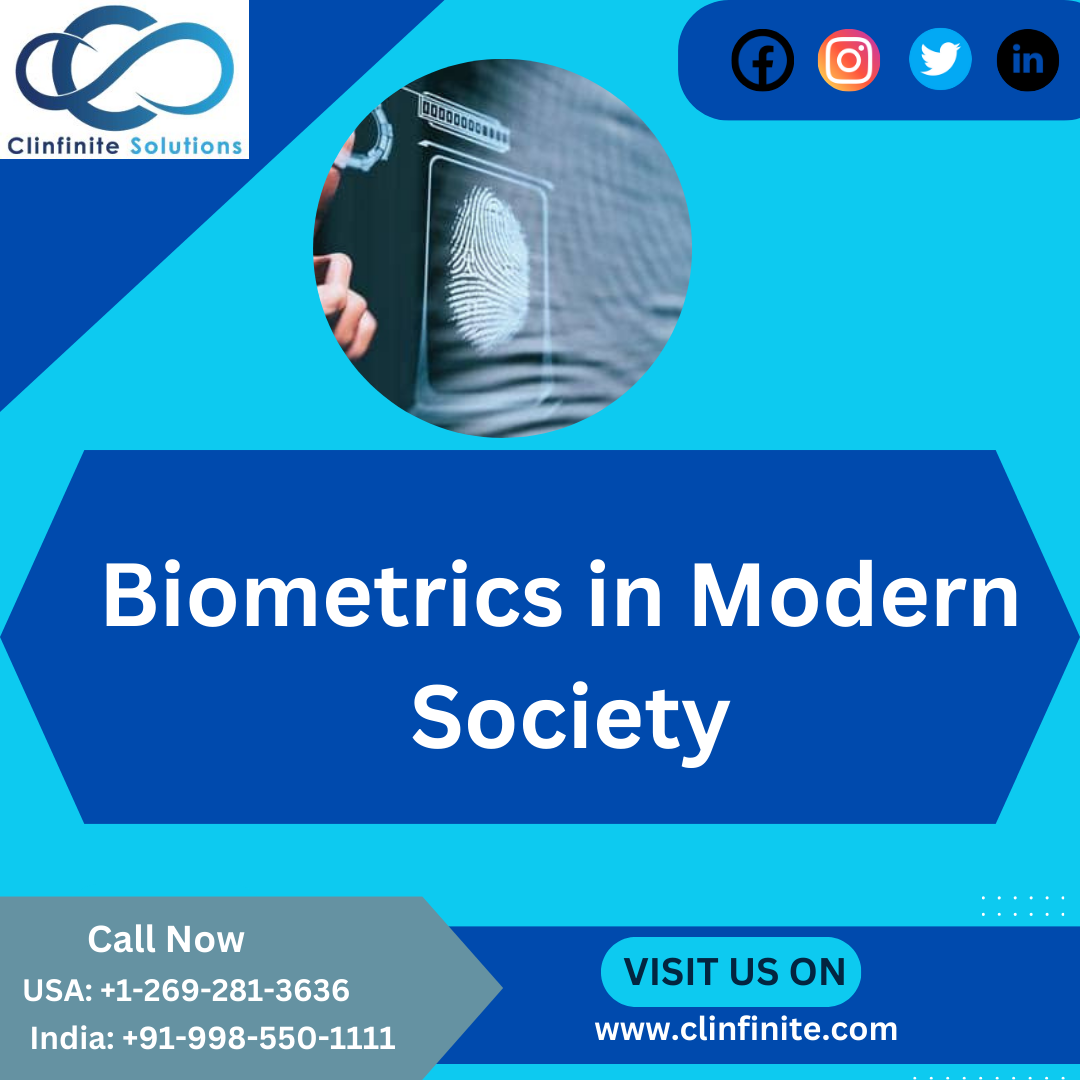 Clinfinite Solutions
Biometrics in Modern
Society
Call Now
USA: +1-269-281-3636
India: +91-998-550-1111
VISIT US ON
www.clinfinite.com